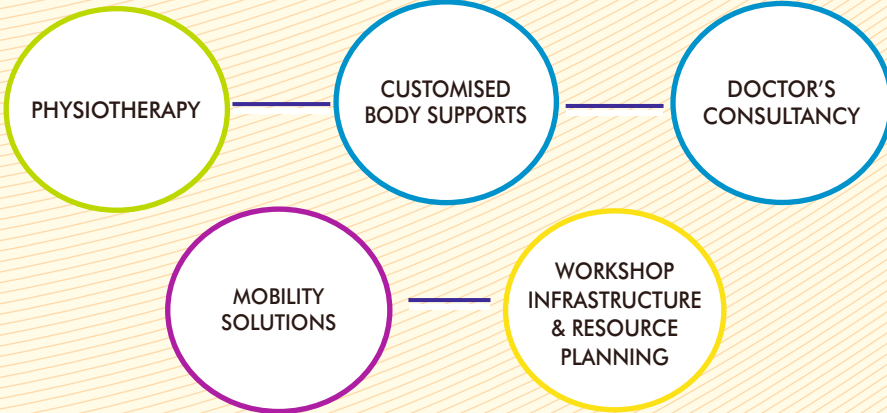 PHYSIOTHERAPY
CUSTOMISED
BODY SUPPORTS
DOCTOR'S
CONSULTANCY
MOBILITY
SOLUTIONS
WORKSHOP
INFRASTRUCTURE
& RESOURCE
PLANNING